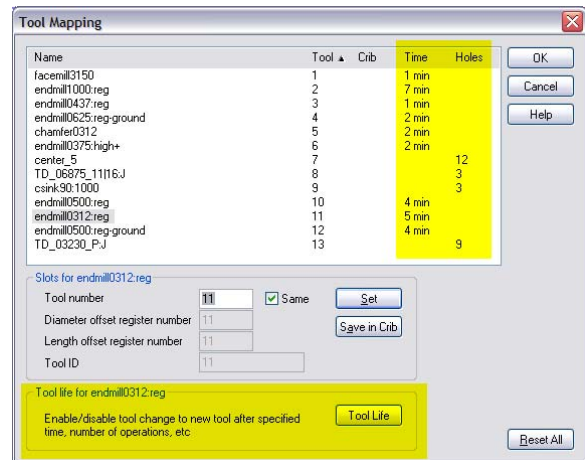 Tool Mapping
Name Tool Crib Time Holes
facemill3150 1 1 min
endmill1000:reg 2 7 min
endmill0437:reg 3 1 min
endmill0625:reg-ground 4 2 min
chamfer0312 5 2 min
endmill0375:high+ 6 2 min
center_5 7 12
TD_06875_11|16:J 8 3
csink90:1000 9 3
endmill0500:reg 10 4 min
endmill0312:reg 11 5 min
endmill0500:reg-ground 12 4 min
TD_03230_P:J 13 9
OK
Cancel
Help
Slots for endmill0312:reg
Tool number 11 Same Set
Diameter offset register number 11
Save in Crib
Length offset register number 11
Tool ID 11
Tool life for endmill0312:reg
Enable/disable tool change to new tool after specified
time, number of operations, etc
Tool Life
Reset All